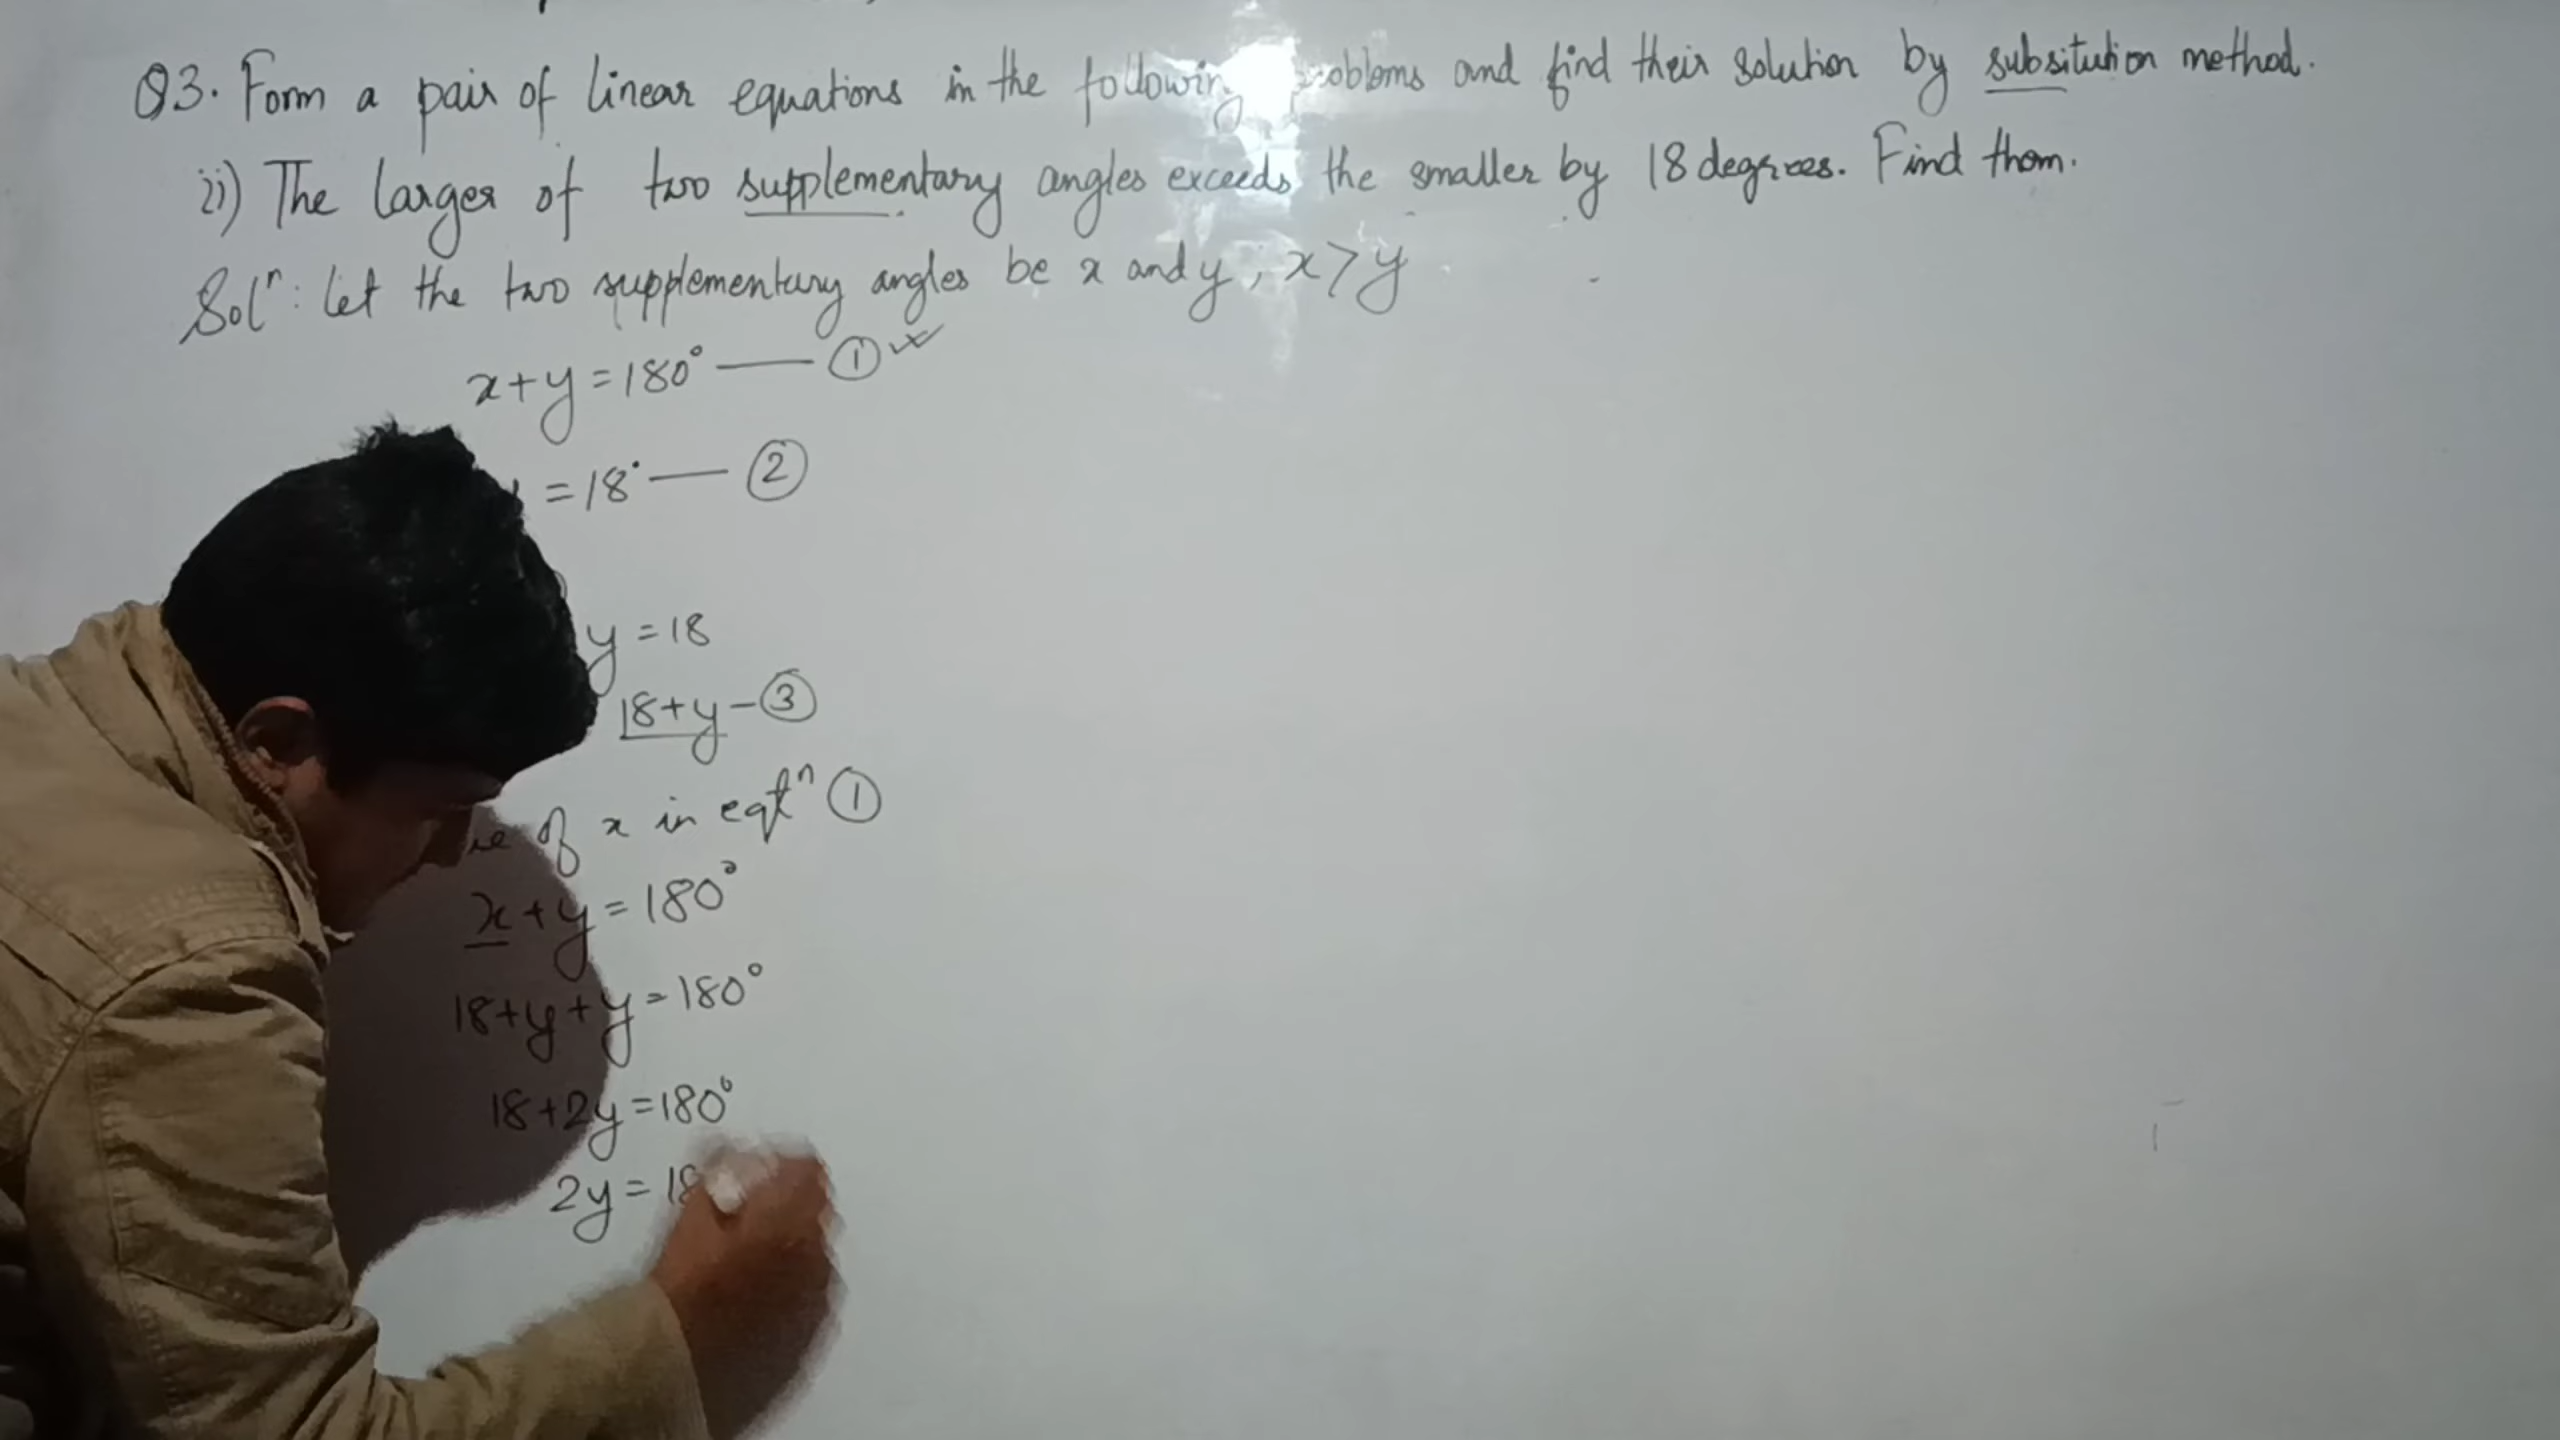 Q3. Form a pair of linear equations in the following problems and find their solution by subsitution method.
ii) The larger of two supplementary angles exceeds the smaller by 18 degrees. Find them.
Solⁿ: let the two supplementary angles be x and y, x > y
x+y=180° — ①
=18° — ②
y=18
18+y-③
of x in eqtⁿ ①
x+y=180°
18+y+y=180°
18+2y=180°
2y=18